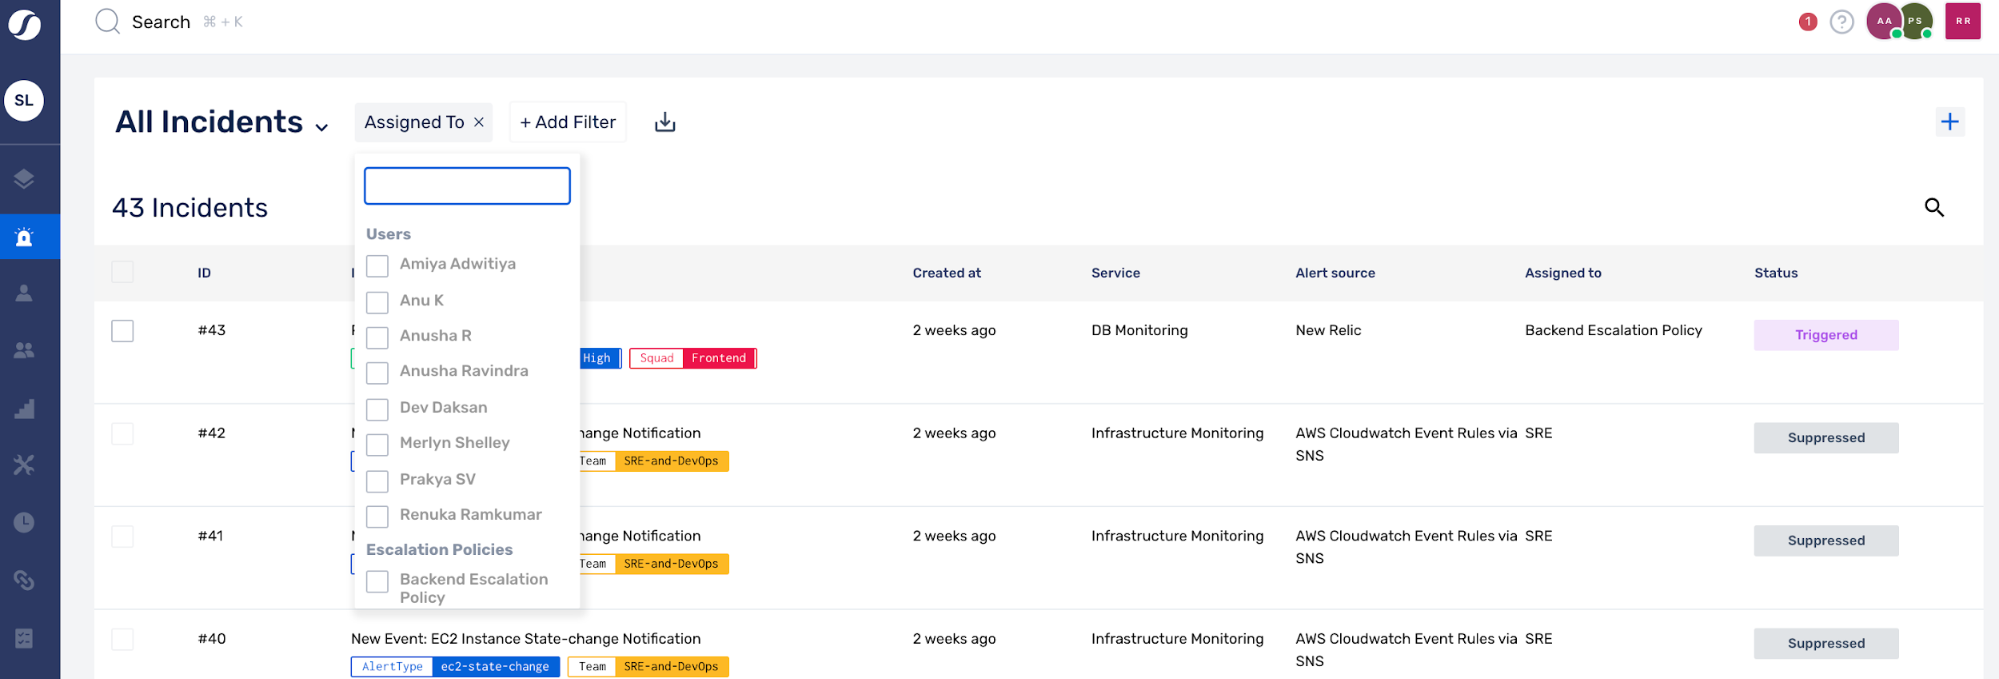 Search ⌘ + K
1 ? AA PS RR
SL
All Incidents
Assigned To ×
+ Add Filter
43 Incidents
Users
Amiya Adwitiya
Anu K
Anusha R
Anusha Ravindra
Dev Daksan
Merlyn Shelley
Prakya SV
Renuka Ramkumar
Escalation Policies
Backend Escalation
Policy
ID Created at Service Alert source Assigned to Status
#43 2 weeks ago DB Monitoring New Relic Backend Escalation Policy Triggered
High Squad Frontend
#42 ange Notification 2 weeks ago Infrastructure Monitoring AWS Cloudwatch Event Rules via SRE Suppressed
SNS
Team SRE-and-DevOps
#41 ange Notification 2 weeks ago Infrastructure Monitoring AWS Cloudwatch Event Rules via SRE Suppressed
SNS
Team SRE-and-DevOps
#40 New Event: EC2 Instance State-change Notification 2 weeks ago Infrastructure Monitoring AWS Cloudwatch Event Rules via SRE Suppressed
SNS
AlertType ec2-state-change Team SRE-and-DevOps